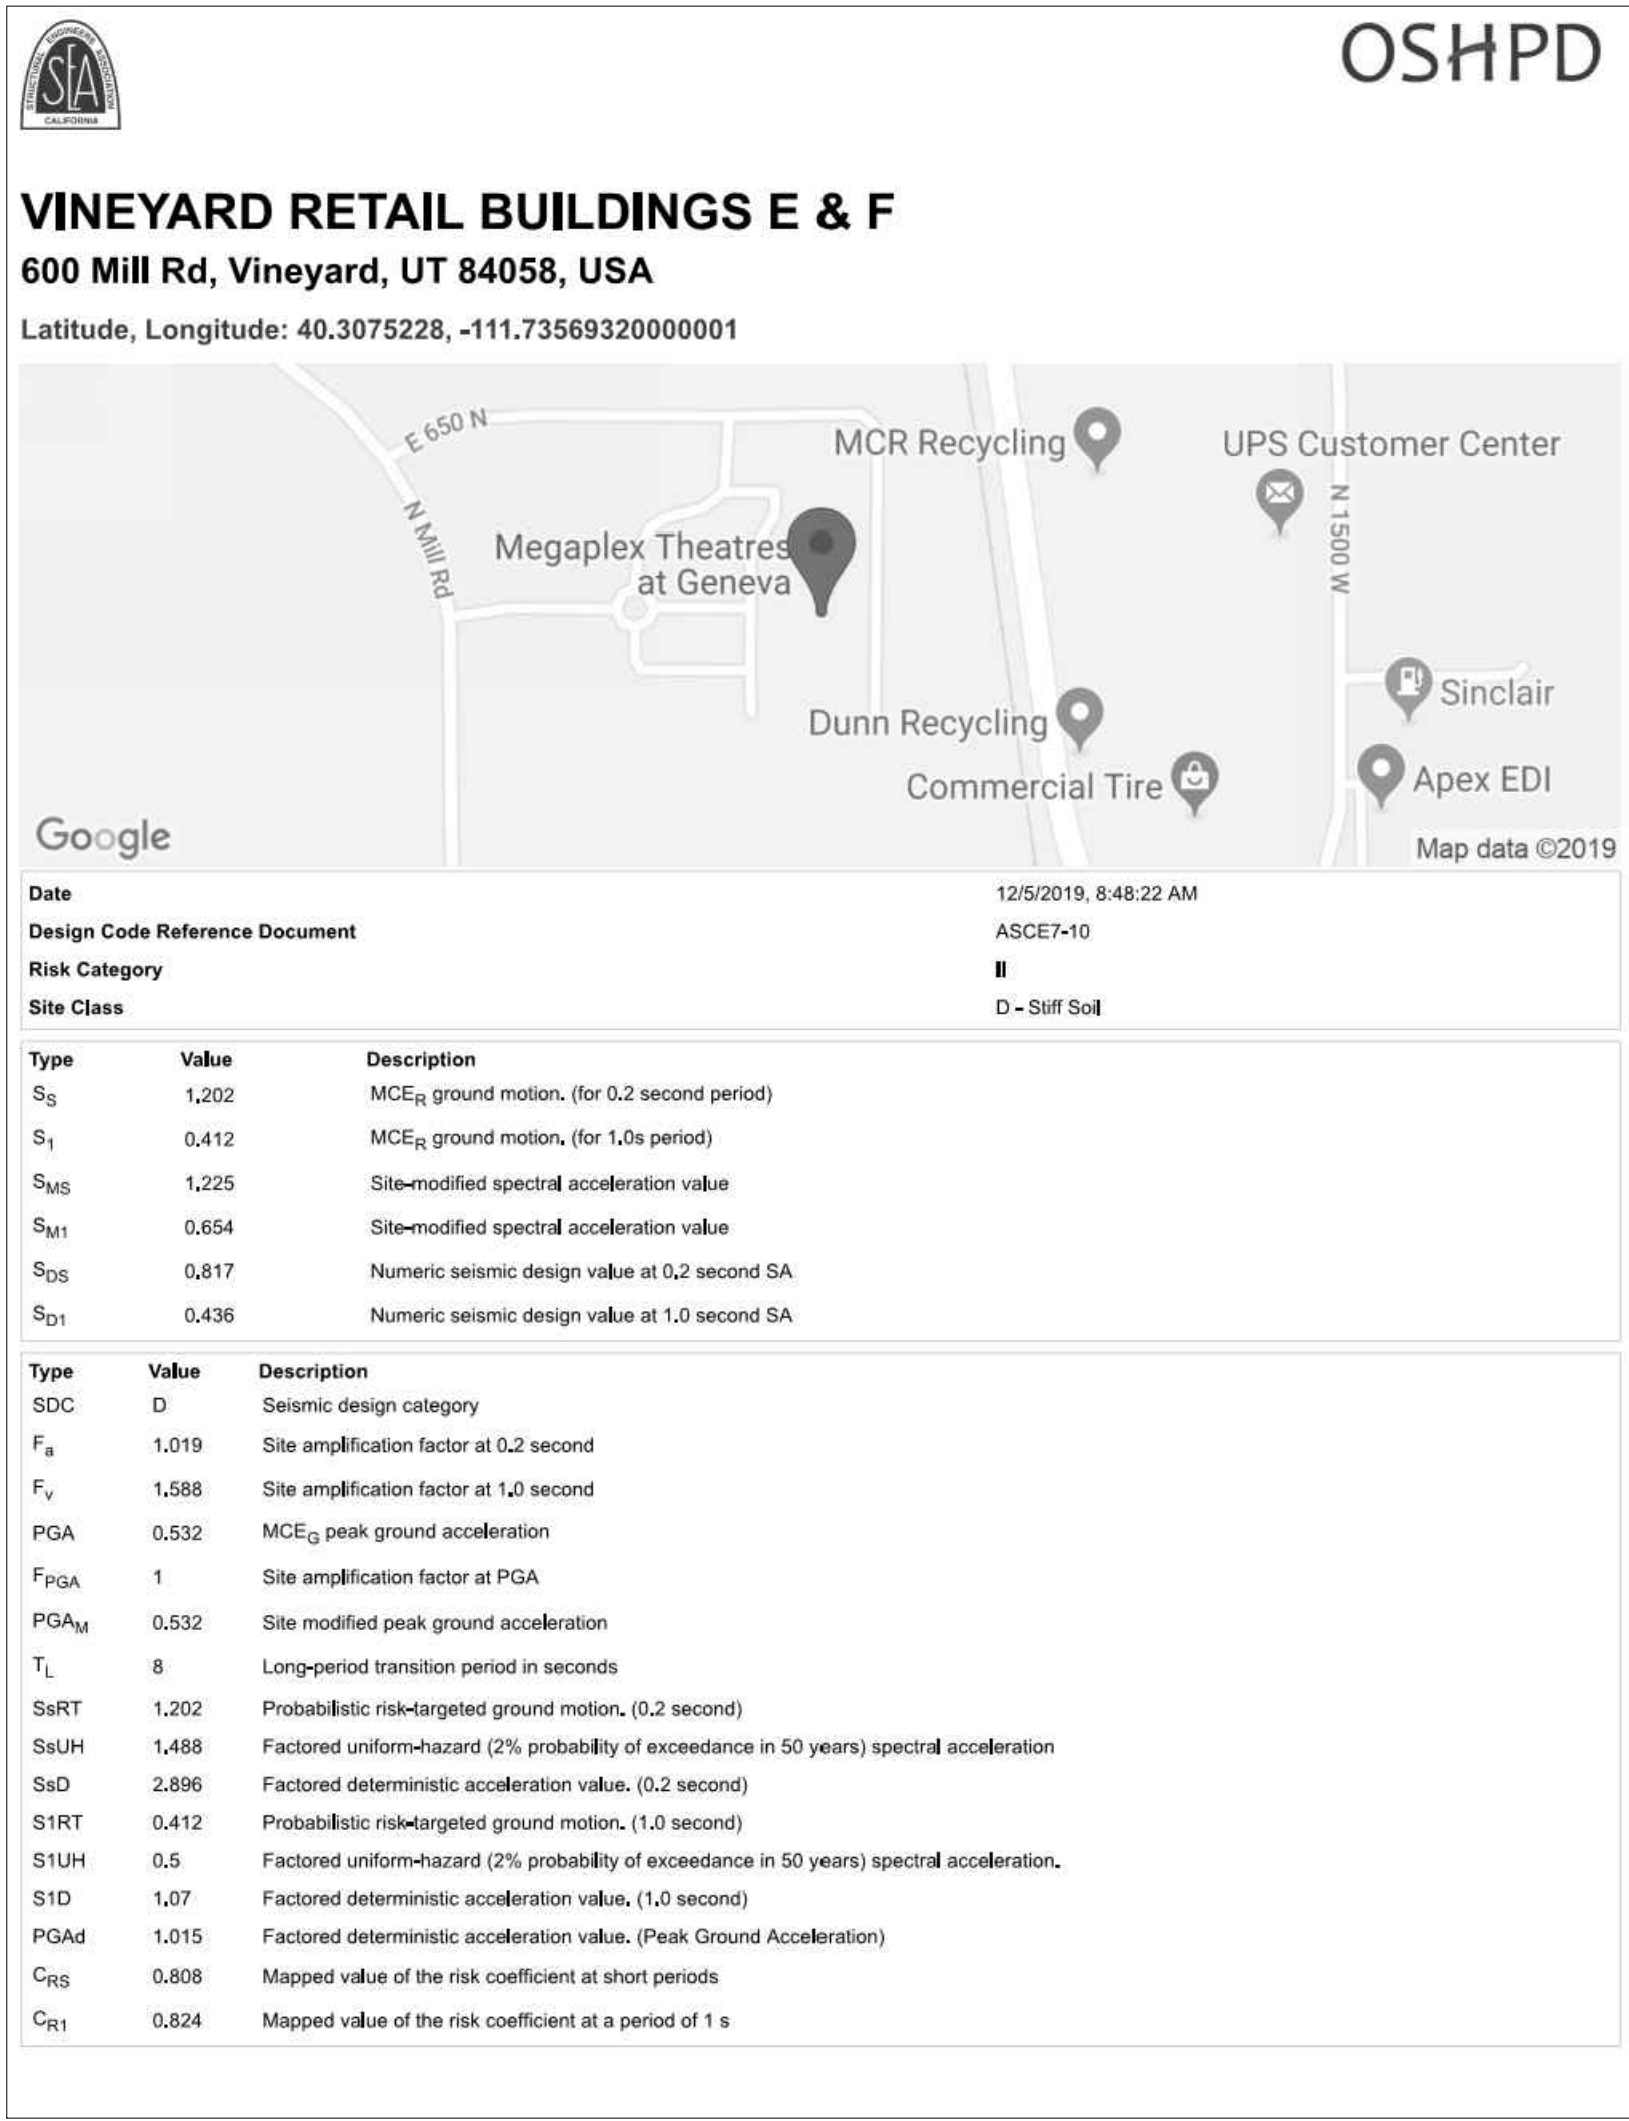 STRUCTURAL ENGINEERS ASSOCIATION
SEA
CALIFORNIA
OSHPD
VINEYARD RETAIL BUILDINGS E & F
600 Mill Rd, Vineyard, UT 84058, USA
Latitude, Longitude: 40.3075228, -111.73569320000001
E 650 N
MCR Recycling
UPS Customer Center
N Mill Rd
N 1500 W
Megaplex Theatres
at Geneva
Sinclair
Dunn Recycling
Commercial Tire
Apex EDI
Google
Map data ©2019
Date 12/5/2019, 8:48:22 AM
Design Code Reference Document ASCE7-10
Risk Category II
Site Class D - Stiff Soil
Type Value Description
SS 1.202 MCER ground motion. (for 0.2 second period)
S1 0.412 MCER ground motion. (for 1.0s period)
SMS 1.225 Site-modified spectral acceleration value
SM1 0.654 Site-modified spectral acceleration value
SDS 0.817 Numeric seismic design value at 0.2 second SA
SD1 0.436 Numeric seismic design value at 1.0 second SA
Type Value Description
SDC D Seismic design category
Fa 1.019 Site amplification factor at 0.2 second
Fv 1.588 Site amplification factor at 1.0 second
PGA 0.532 MCEG peak ground acceleration
FPGA 1 Site amplification factor at PGA
PGAM 0.532 Site modified peak ground acceleration
TL 8 Long-period transition period in seconds
SsRT 1.202 Probabilistic risk-targeted ground motion. (0.2 second)
SsUH 1.488 Factored uniform-hazard (2% probability of exceedance in 50 years) spectral acceleration
SsD 2.896 Factored deterministic acceleration value. (0.2 second)
S1RT 0.412 Probabilistic risk-targeted ground motion. (1.0 second)
S1UH 0.5 Factored uniform-hazard (2% probability of exceedance in 50 years) spectral acceleration.
S1D 1.07 Factored deterministic acceleration value. (1.0 second)
PGAd 1.015 Factored deterministic acceleration value. (Peak Ground Acceleration)
CRS 0.808 Mapped value of the risk coefficient at short periods
CR1 0.824 Mapped value of the risk coefficient at a period of 1 s